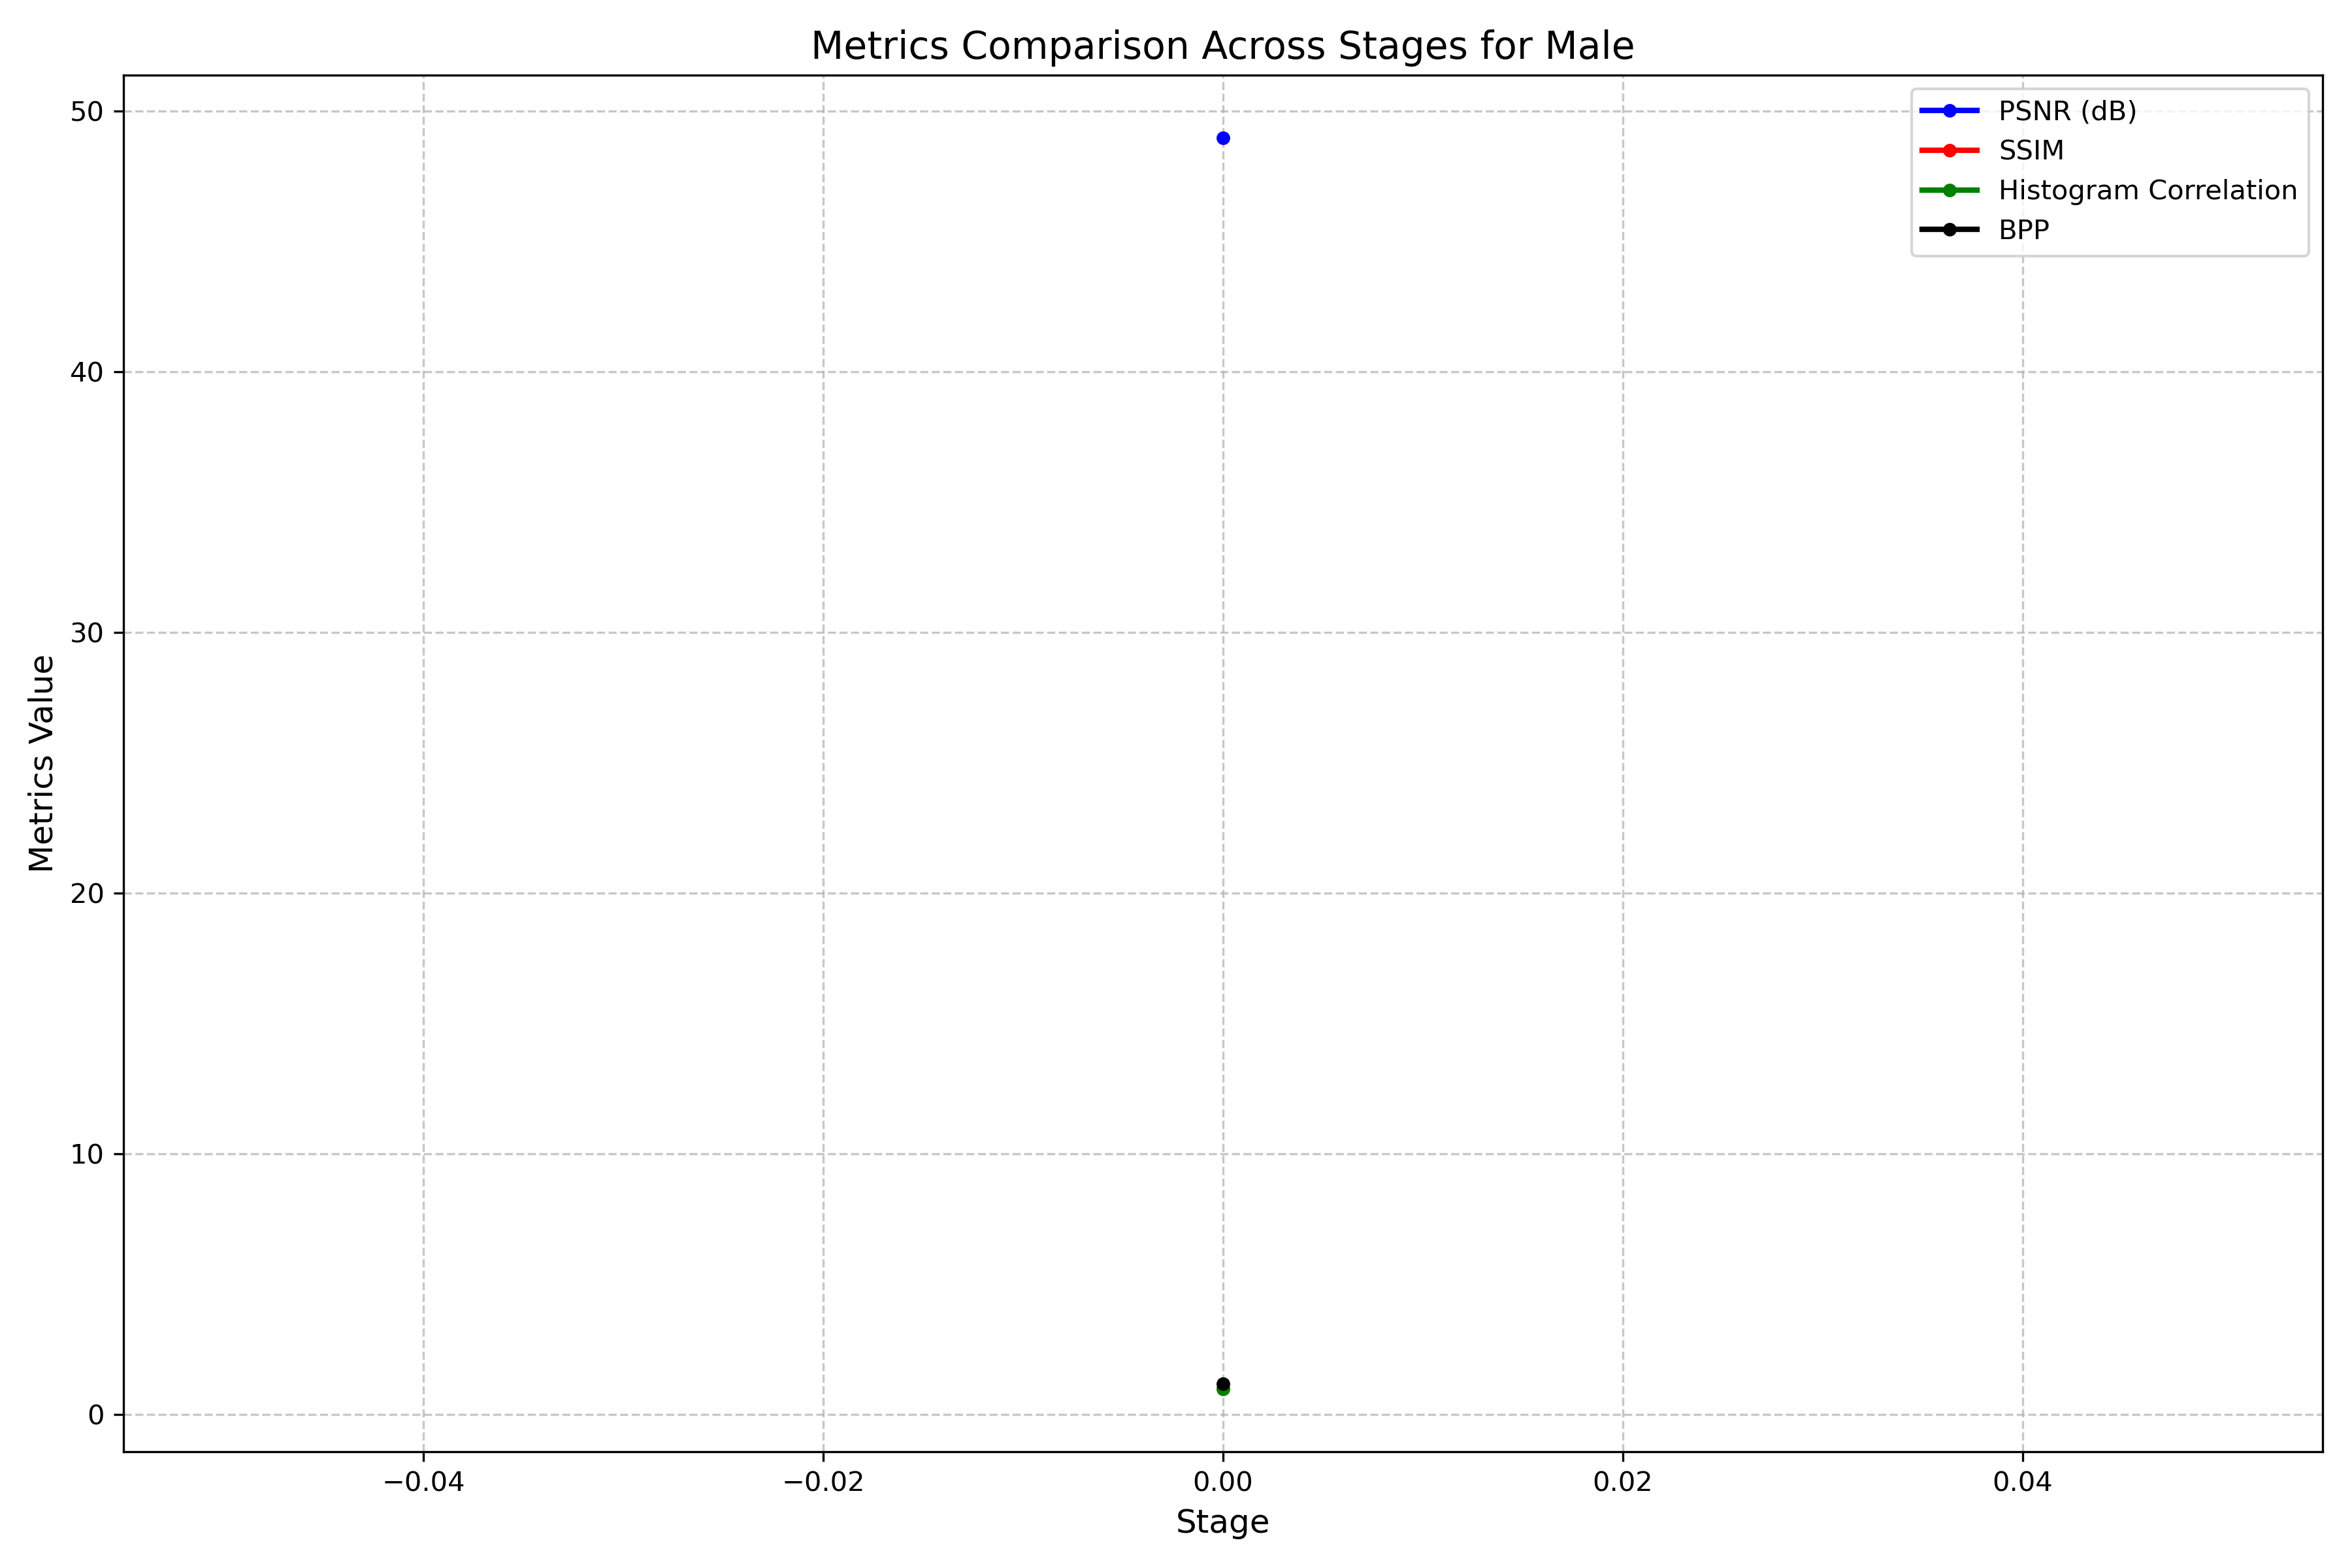 Metrics Comparison Across Stages for Male
PSNR (dB)
SSIM
Histogram Correlation
BPP
50
40
30
20
10
0
Metrics Value
−0.04
−0.02
0.00
0.02
0.04
Stage